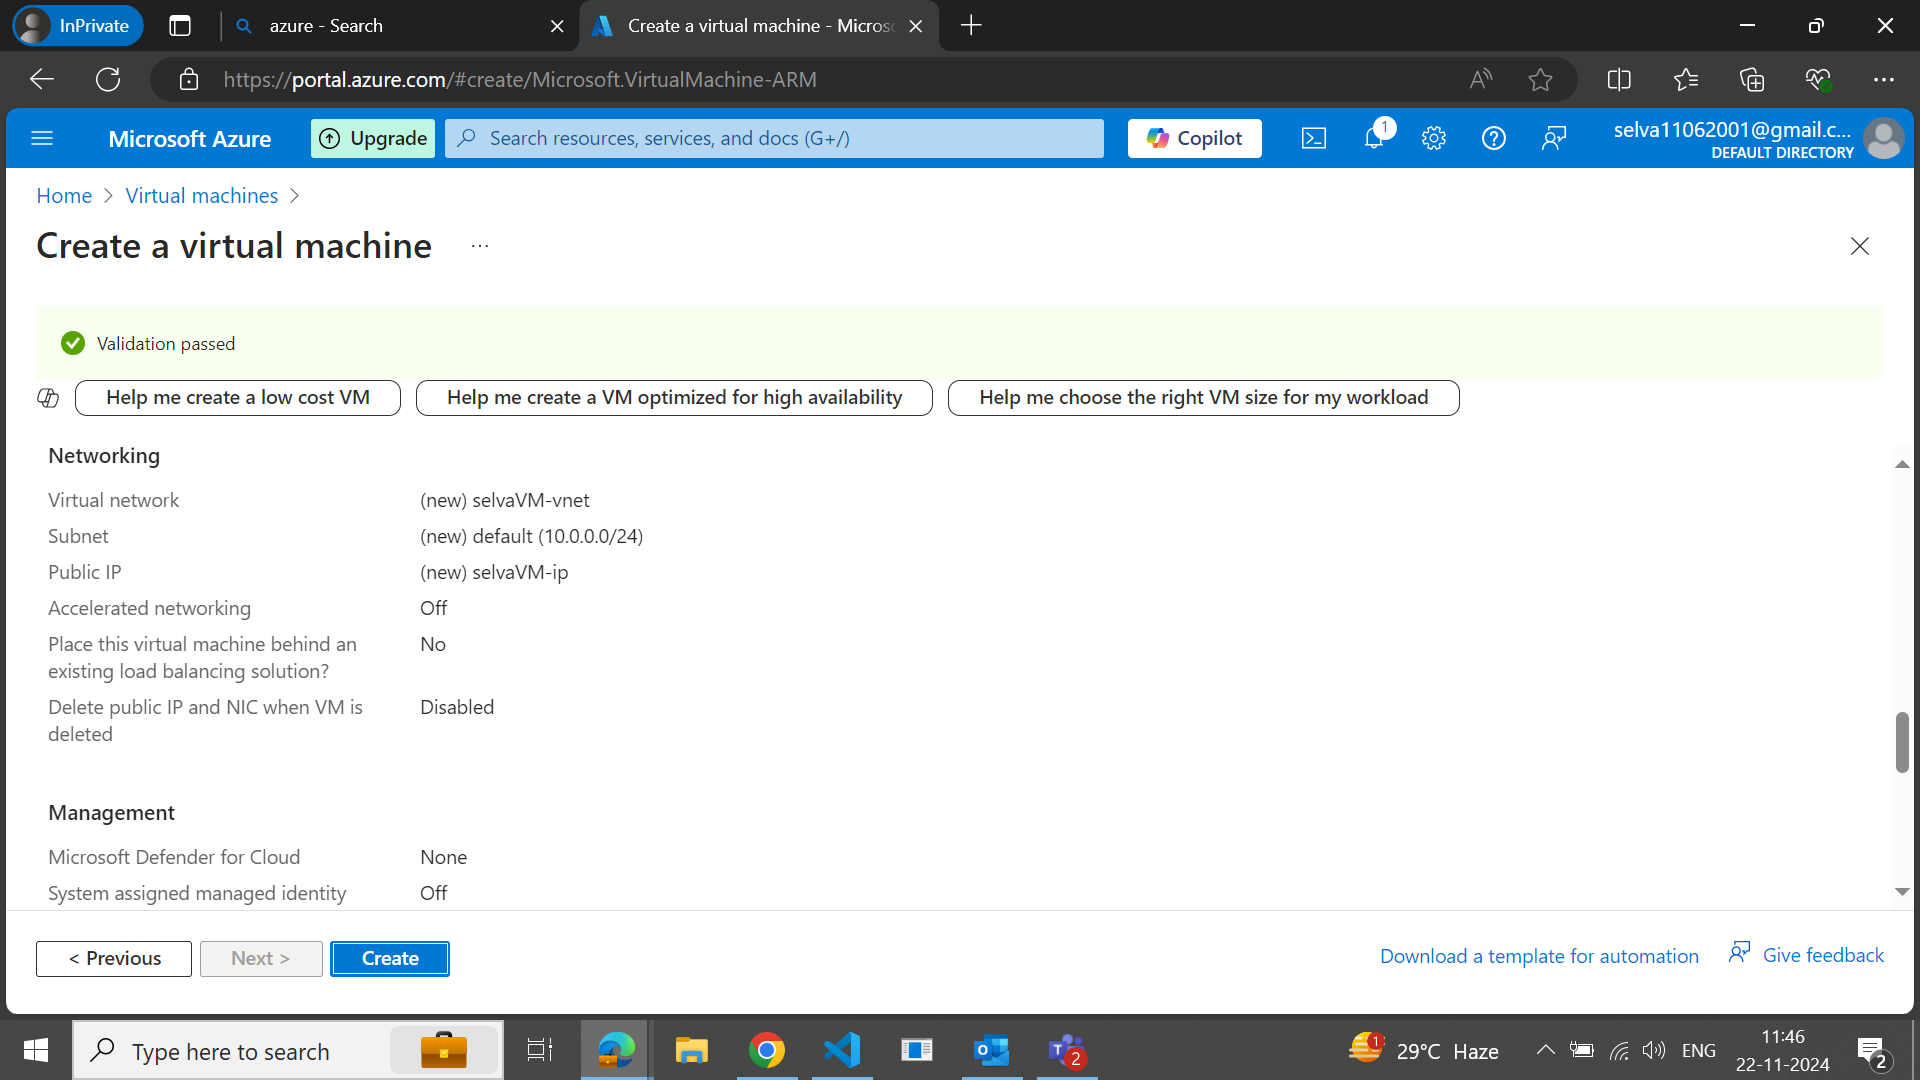 InPrivate
azure - Search
Create a virtual machine - Micros
https://portal.azure.com/#create/Microsoft.VirtualMachine-ARM
Microsoft Azure
Upgrade
Search resources, services, and docs (G+/)
Copilot
1
selva11062001@gmail.c...
DEFAULT DIRECTORY
Home > Virtual machines >
Create a virtual machine ...
Validation passed
Help me create a low cost VM
Help me create a VM optimized for high availability
Help me choose the right VM size for my workload
Networking
Virtual network (new) selvaVM-vnet
Subnet (new) default (10.0.0.0/24)
Public IP (new) selvaVM-ip
Accelerated networking Off
Place this virtual machine behind an No
existing load balancing solution?
Delete public IP and NIC when VM is Disabled
deleted
Management
Microsoft Defender for Cloud None
System assigned managed identity Off
< Previous
Next >
Create
Download a template for automation
Give feedback
Type here to search
2
1
29°C Haze
ENG
11:46
22-11-2024
2